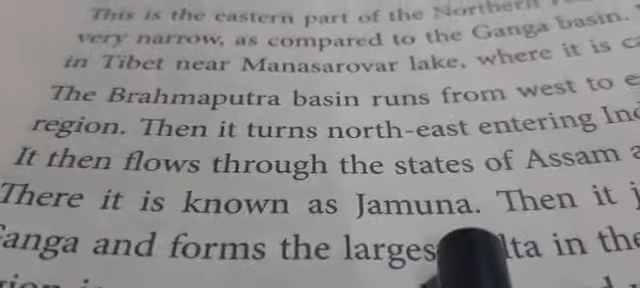 This is the eastern part of the Northern
very narrow, as compared to the Ganga basin.
in Tibet near Manasarovar lake, where it is
The Brahmaputra basin runs from west to
region. Then it turns north-east entering
It then flows through the states of Assam
There it is known as Jamuna. Then it
and forms the in the